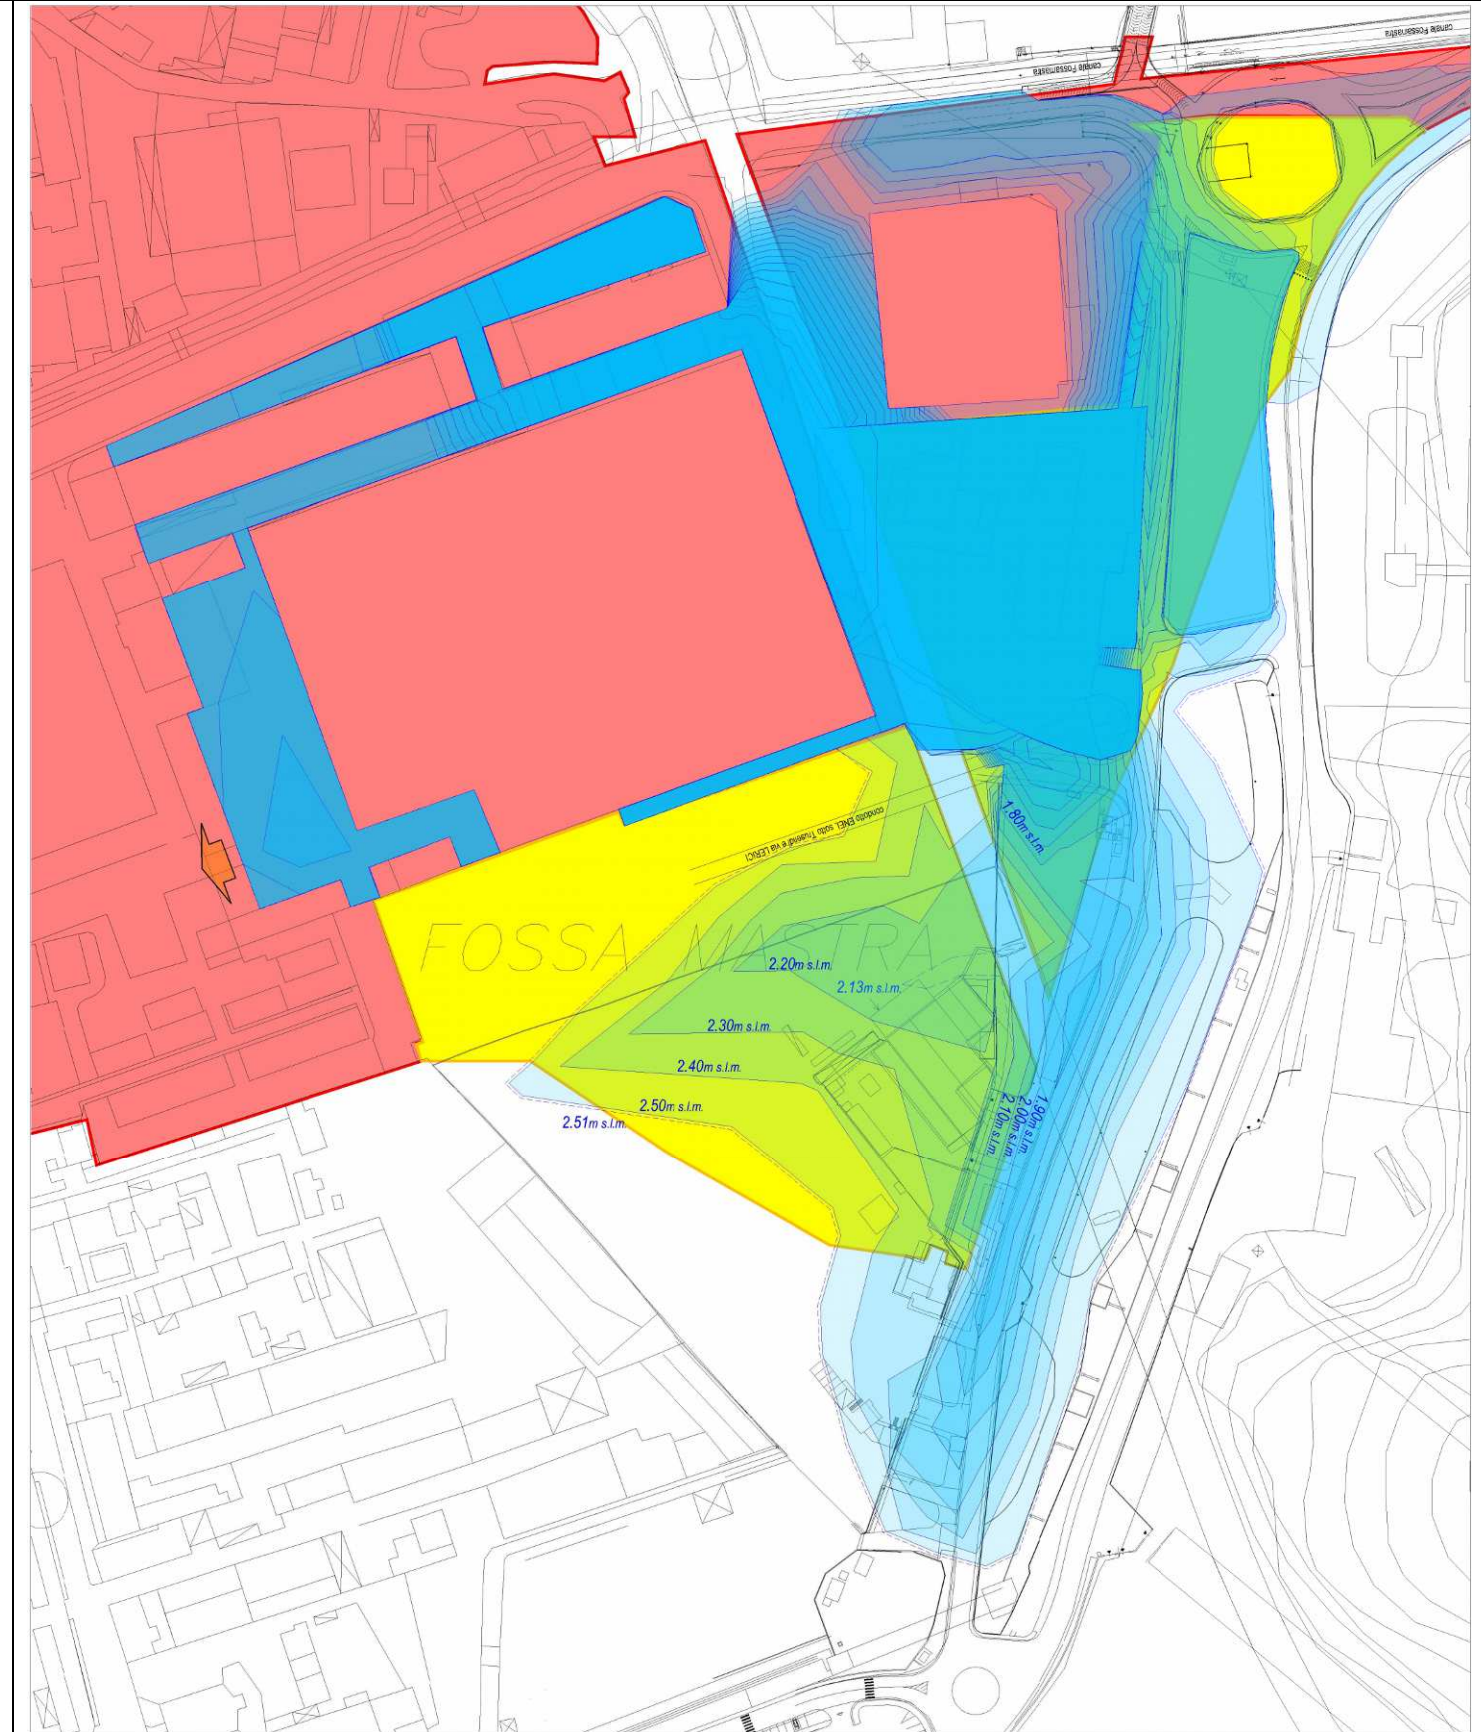 canale Fossamastra
canale Fossamastra
condotto ENEL sotto Trusendi e via LERICI
1.80m s.l.m.
FOSSA MASTRA
2.20m s.l.m.
2.13m s.l.m.
2.30m s.l.m.
2.40m s.l.m.
2.50m s.l.m.
2.51m s.l.m.
1.90m s.l.m.
2.00m s.l.m.
2.10m s.l.m.